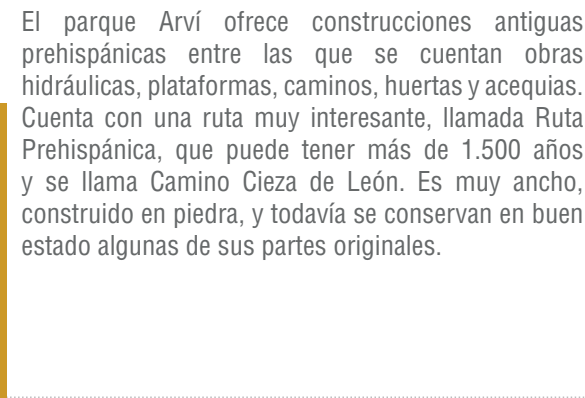 El parque Arví ofrece construcciones antiguas
prehispánicas entre las que se cuentan obras
hidráulicas, plataformas, caminos, huertas y acequias.
Cuenta con una ruta muy interesante, llamada Ruta
Prehispánica, que puede tener más de 1.500 años
y se llama Camino Cieza de León. Es muy ancho,
construido en piedra, y todavía se conservan en buen
estado algunas de sus partes originales.